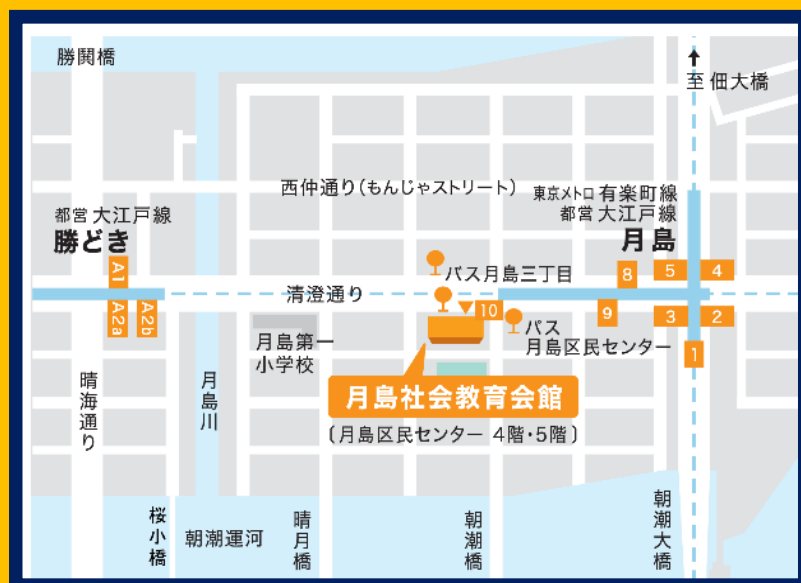 勝鬨橋
至 佃大橋
西仲通り(もんじゃストリート)
東京メトロ 有楽町線
都営 大江戸線
月島
都営 大江戸線
勝どき
A1
A2a
A2b
バス月島三丁目
清澄通り
8
5
4
10
9
3
2
1
バス
月島区民センター
月島第一
小学校
月島社会教育会館
〔月島区民センター 4階・5階〕
晴海通り
月島川
桜小橋
朝潮運河
晴月橋
朝潮橋
朝潮大橋